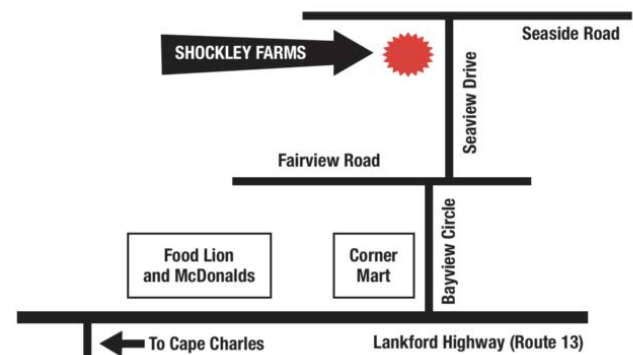 Seaside Road
SHOCKLEY FARMS
Seaview Drive
Fairview Road
Bayview Circle
Food Lion
and McDonalds
Corner
Mart
To Cape Charles
Lankford Highway (Route 13)